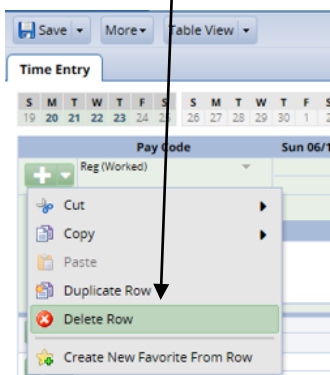 Save More Table View
Time Entry
S M T W T F S S M T W T F S
19 20 21 22 23 24 25 26 27 28 29 30 1 2
Pay Code Sun 06/1
Reg (Worked)
Cut
Copy
Paste
Duplicate Row
Delete Row
Create New Favorite From Row